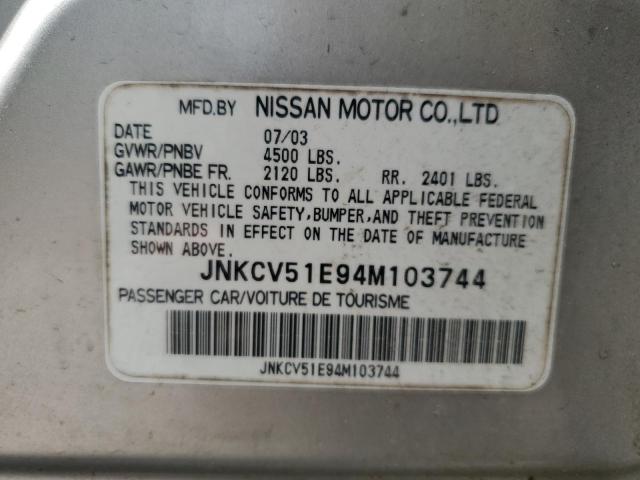 MFD.BY NISSAN MOTOR CO.,LTD
DATE 07/03
GVWR/PNBV 4500 LBS.
GAWR/PNBE FR. 2120 LBS. RR. 2401 LBS.
THIS VEHICLE CONFORMS TO ALL APPLICABLE FEDERAL
MOTOR VEHICLE SAFETY,BUMPER,AND THEFT PREVENTION
STANDARDS IN EFFECT ON THE DATE OF MANUFACTURE
SHOWN ABOVE.
JNKCV51E94M103744
PASSENGER CAR/VOITURE DE TOURISME
JNKCV51E94M103744